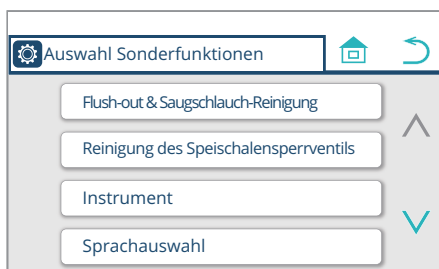 Auswahl Sonderfunktionen
Flush-out & Saugschlauch-Reinigung
Reinigung des Speischalensperrventils
Instrument
Sprachauswahl